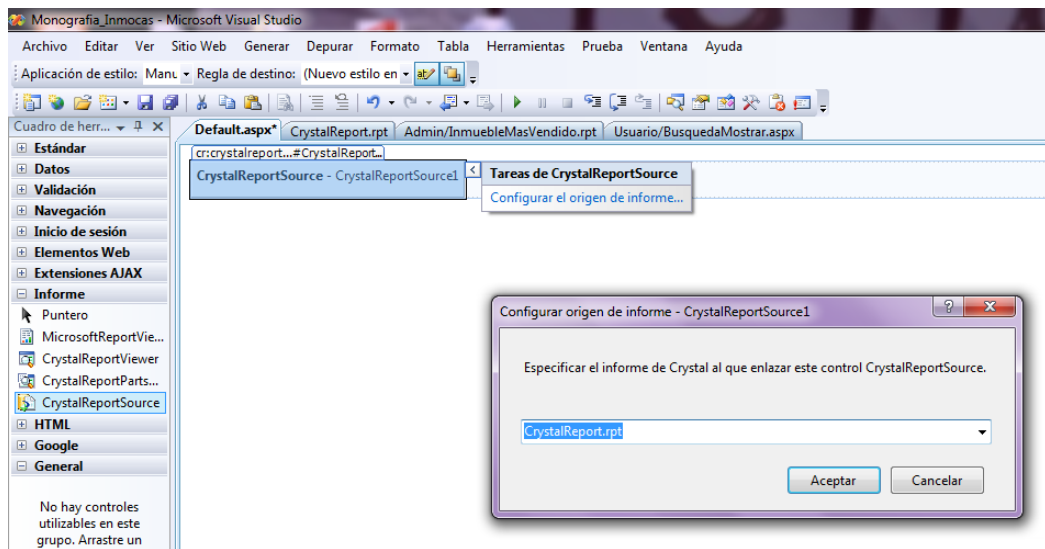 Monografia_Inmocas - Microsoft Visual Studio
Archivo Editar Ver Sitio Web Generar Depurar Formato Tabla Herramientas Prueba Ventana Ayuda
Aplicación de estilo: Manu Regla de destino: (Nuevo estilo en
Cuadro de herr...
Default.aspx* CrystalReport.rpt Admin/InmuebleMasVendido.rpt Usuario/BusquedaMostrar.aspx
Estándar
Datos
Validación
Navegación
Inicio de sesión
Elementos Web
Extensiones AJAX
Informe
Puntero
MicrosoftReportVie...
CrystalReportViewer
CrystalReportParts...
CrystalReportSource
HTML
Google
General
No hay controles
utilizables en este
grupo. Arrastre un
cr:crystalreport...#CrystalReport...
CrystalReportSource - CrystalReportSource1
Tareas de CrystalReportSource
Configurar el origen de informe...
Configurar origen de informe - CrystalReportSource1
Especificar el informe de Crystal al que enlazar este control CrystalReportSource.
CrystalReport.rpt
Aceptar Cancelar